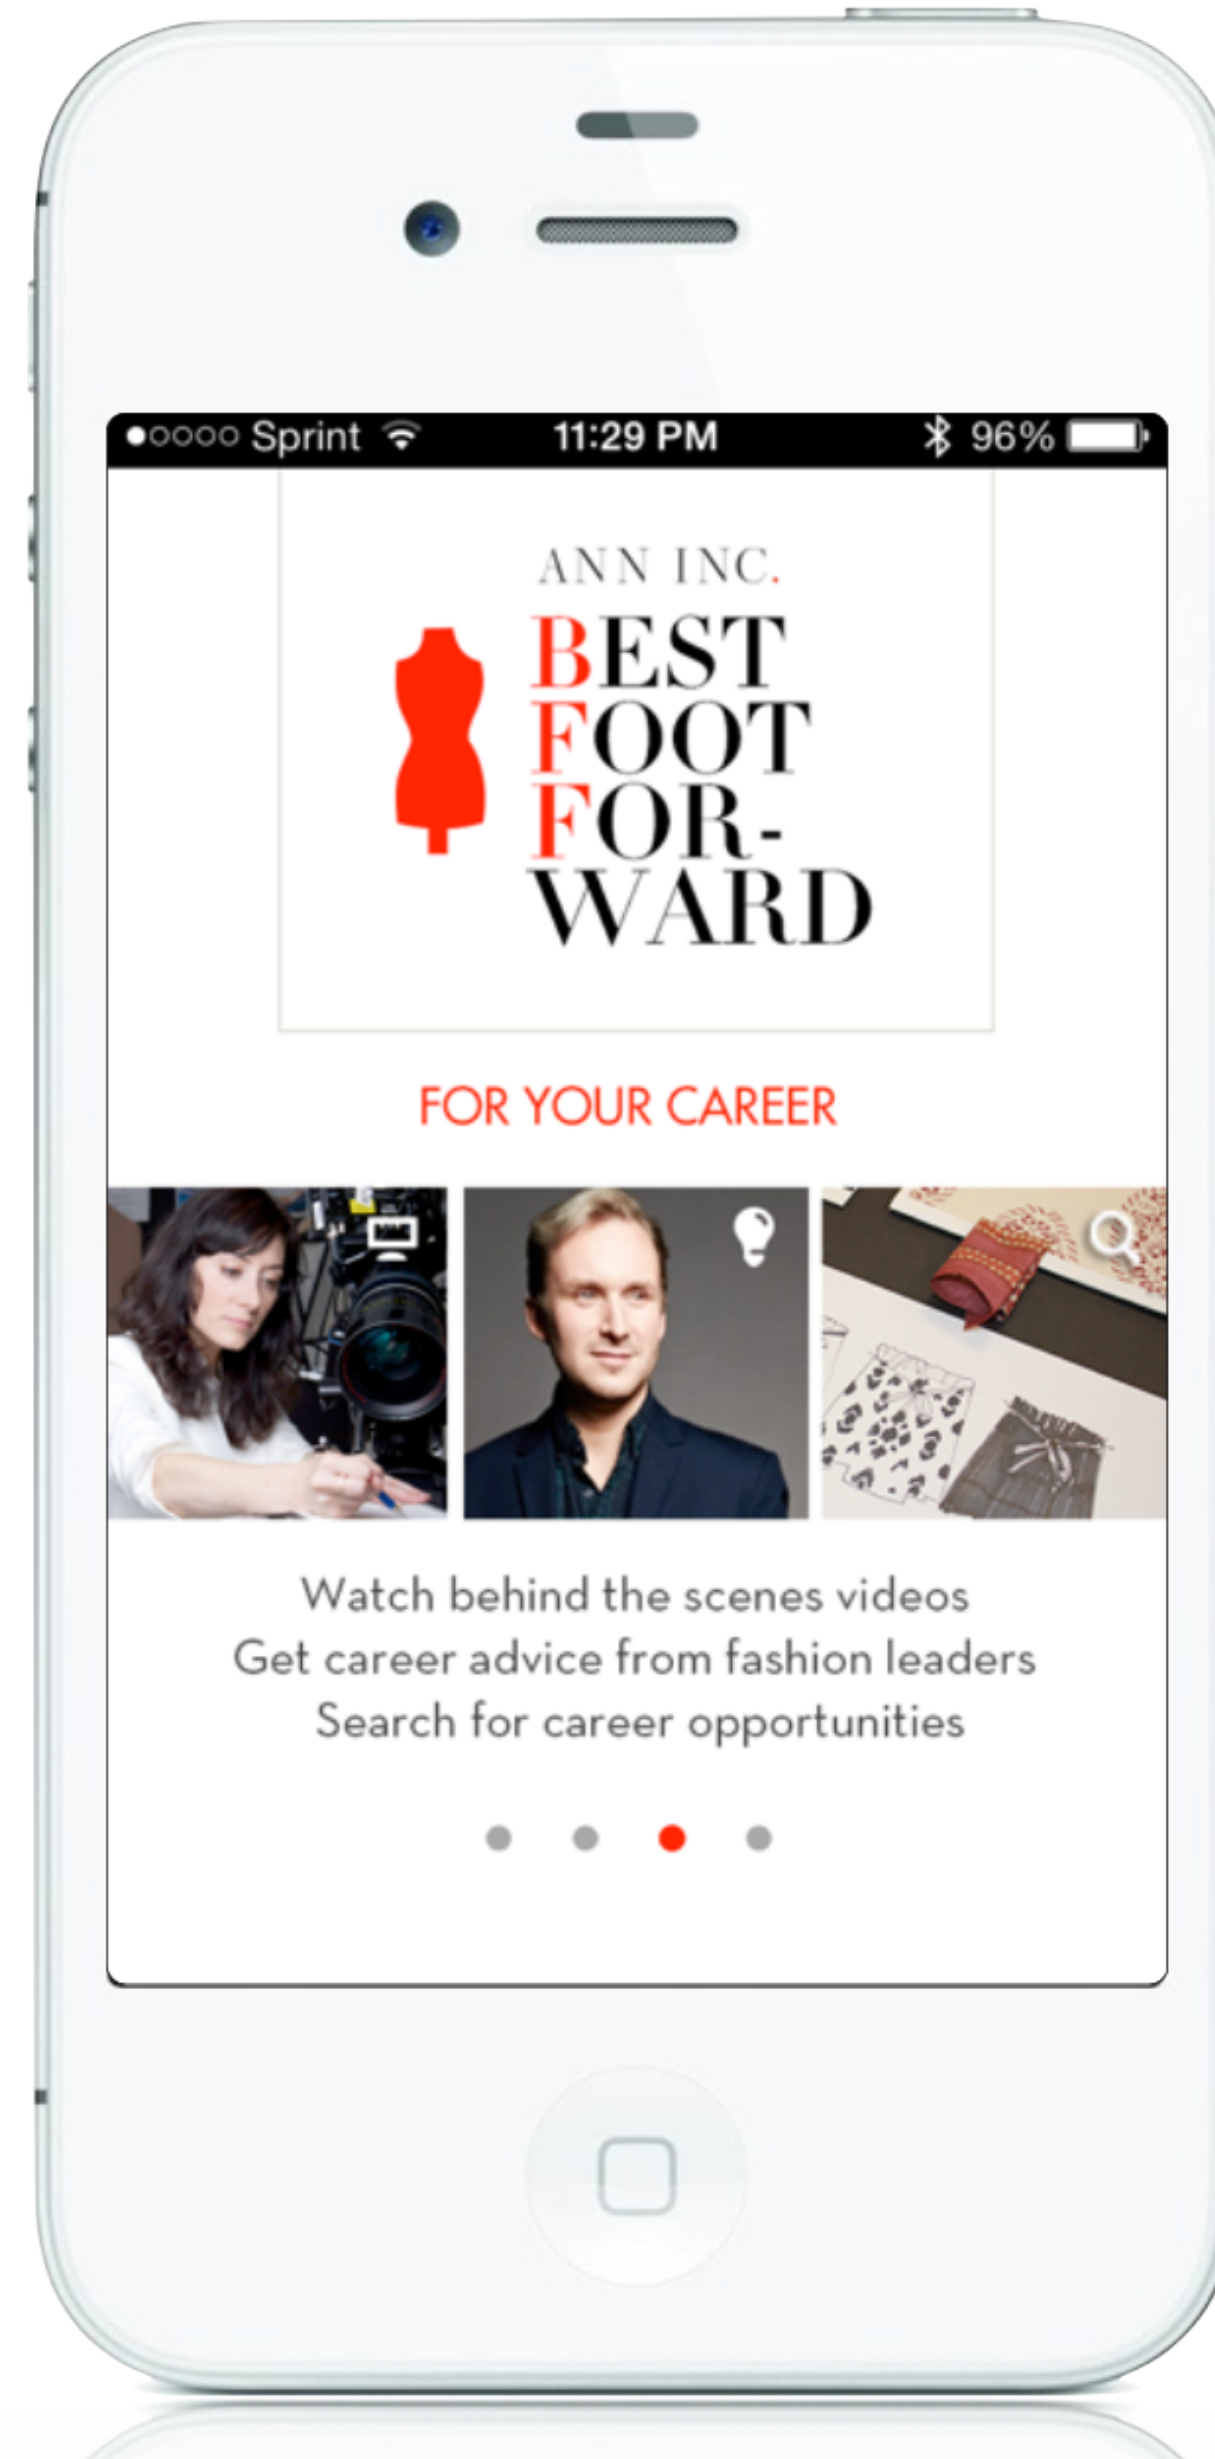 Sprint 11:29 PM 96%
ANN INC.
BEST
FOOT
FOR-
WARD
FOR YOUR CAREER
Watch behind the scenes videos
Get career advice from fashion leaders
Search for career opportunities